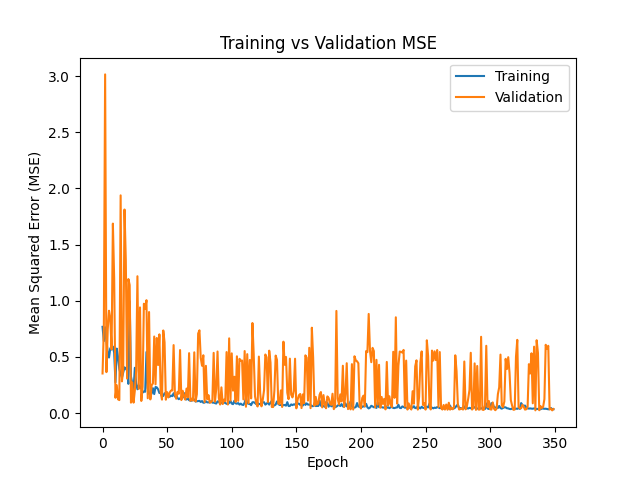 Training vs Validation MSE
Training
Validation
Mean Squared Error (MSE)
3.0
2.5
2.0
1.5
1.0
0.5
0.0
0 50 100 150 200 250 300 350
Epoch